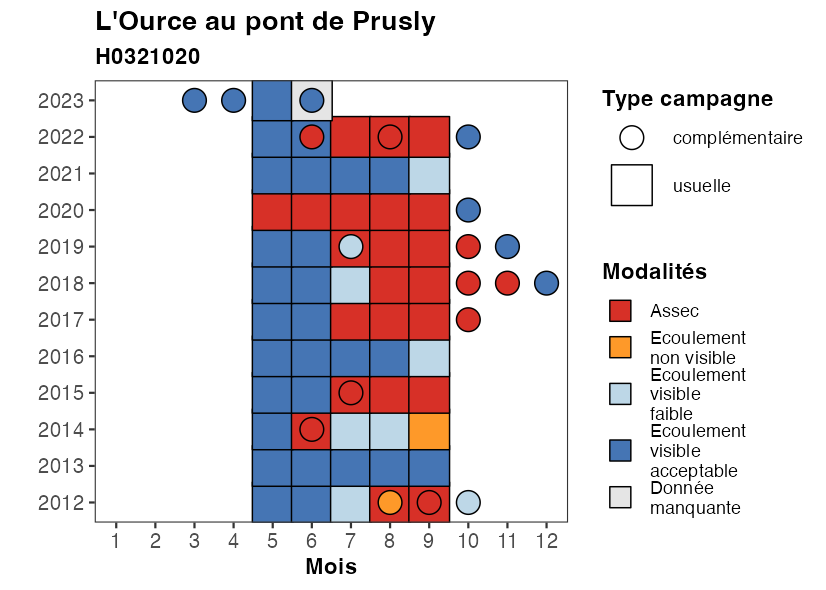 L'Ource au pont de Prusly
H0321020
2023
2022
2021
2020
2019
2018
2017
2016
2015
2014
2013
2012
1 2 3 4 5 6 7 8 9 10 11 12
Mois
Type campagne
complémentaire
usuelle
Modalités
Assec
Ecoulement
non visible
Ecoulement
visible
faible
Ecoulement
visible
acceptable
Donnée
manquante